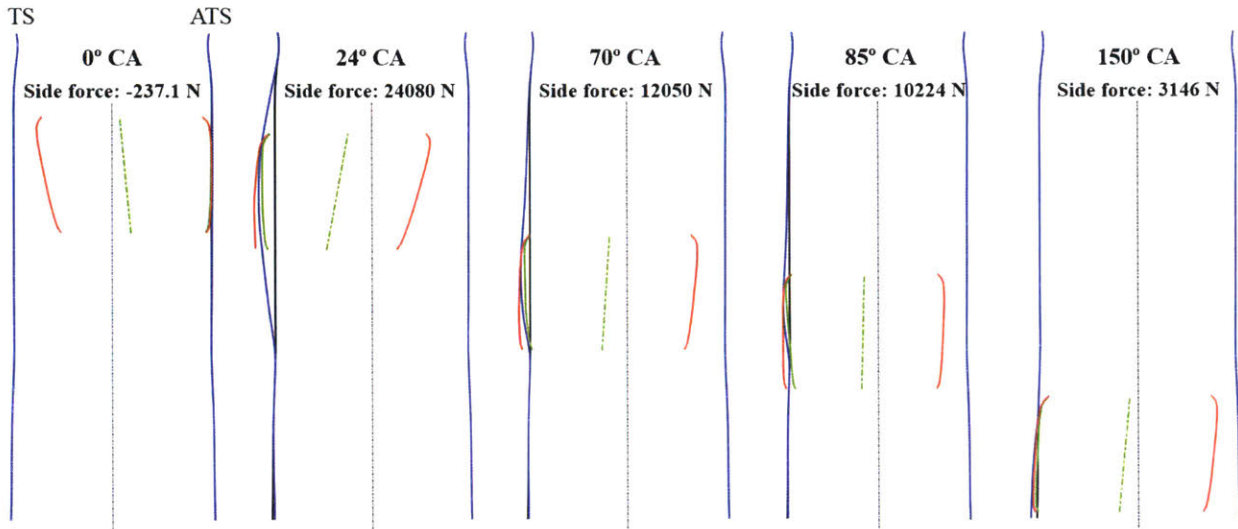 TS
ATS
0º CA
Side force: -237.1 N
24º CA
Side force: 24080 N
70º CA
Side force: 12050 N
85º CA
Side force: 10224 N
150º CA
Side force: 3146 N